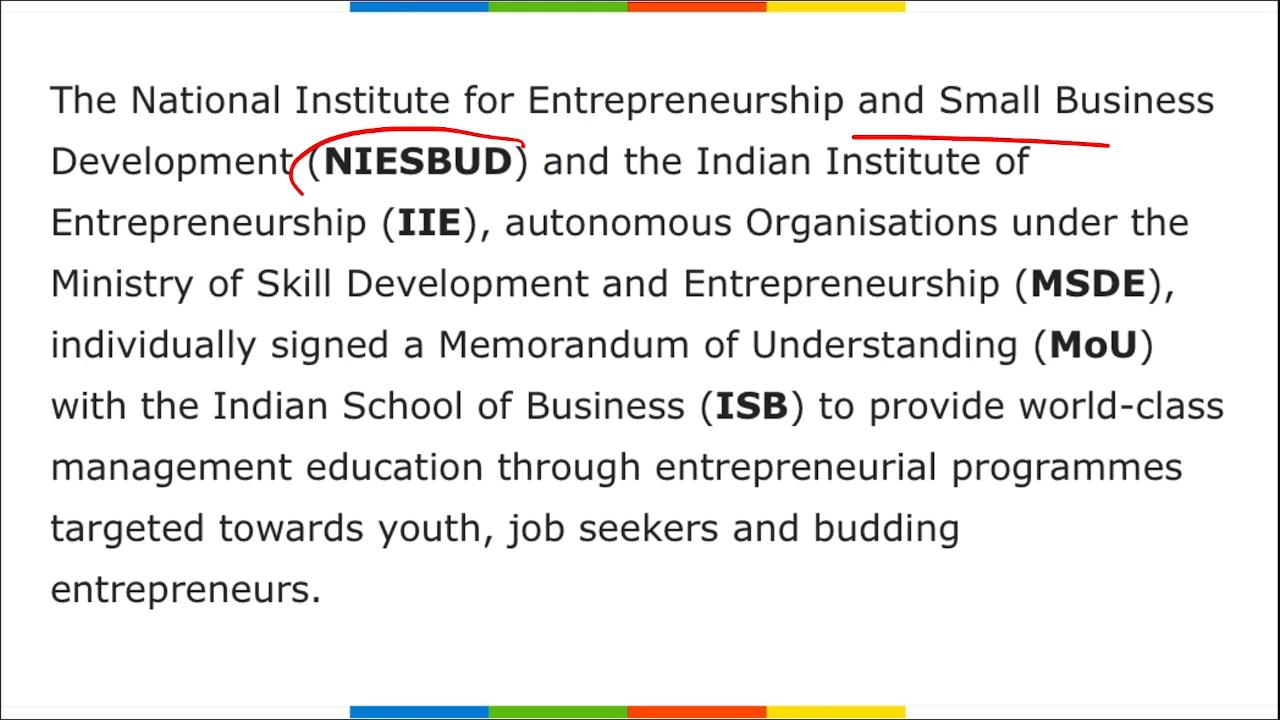 The National Institute for Entrepreneurship and Small Business
Development (NIESBUD) and the Indian Institute of
Entrepreneurship (IIE), autonomous Organisations under the
Ministry of Skill Development and Entrepreneurship (MSDE),
individually signed a Memorandum of Understanding (MoU)
with the Indian School of Business (ISB) to provide world-class
management education through entrepreneurial programmes
targeted towards youth, job seekers and budding
entrepreneurs.